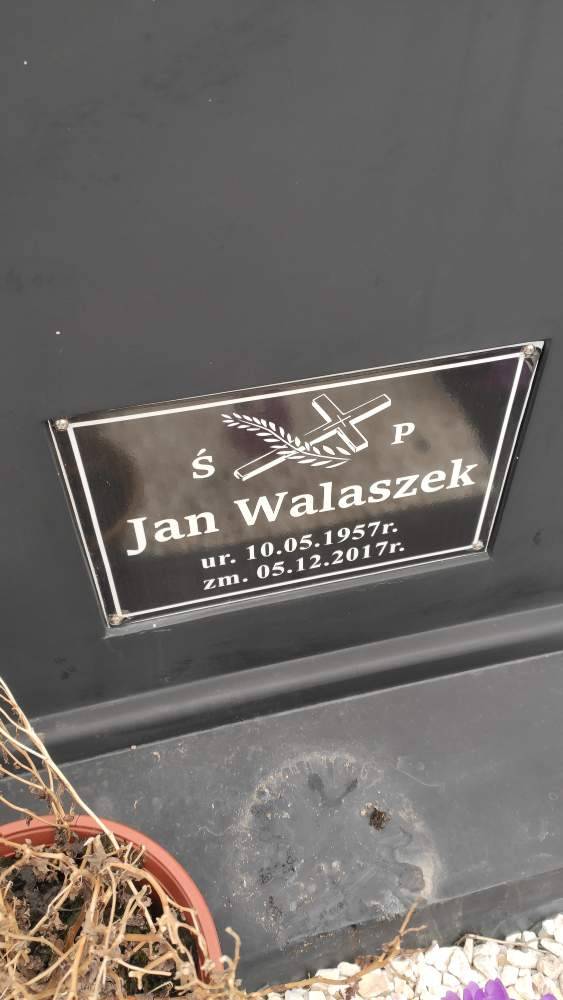 Ś P
Jan Walaszek
ur. 10.05.1957r.
zm. 05.12.2017r.